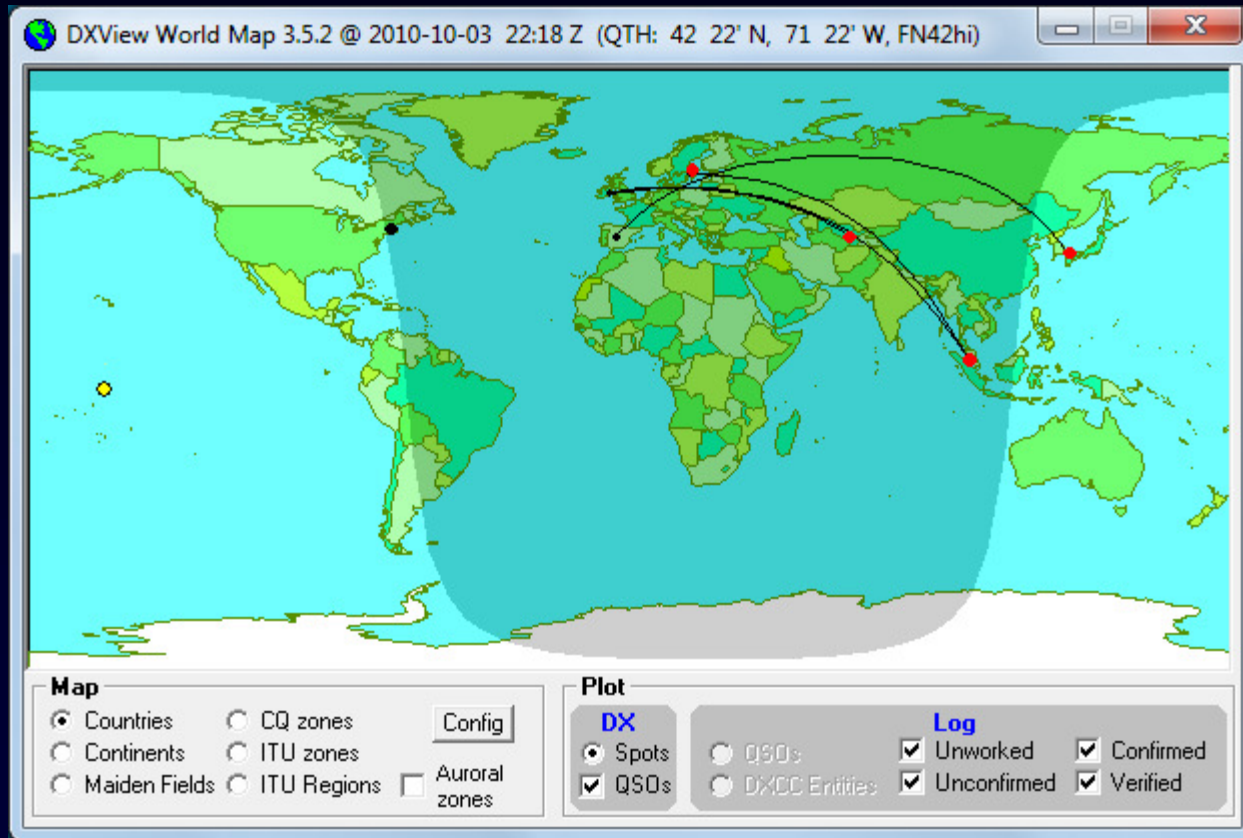 DXView World Map 3.5.2 @ 2010-10-03 22:18 Z (QTH: 42 22' N, 71 22' W, FN42hi)
Map
Countries
CQ zones
Config
Continents
ITU zones
Maiden Fields
ITU Regions
Auroral zones
Plot
DX
Spots
QSOs
Log
QSOs
Unworked
Confirmed
DXCC Entities
Unconfirmed
Verified